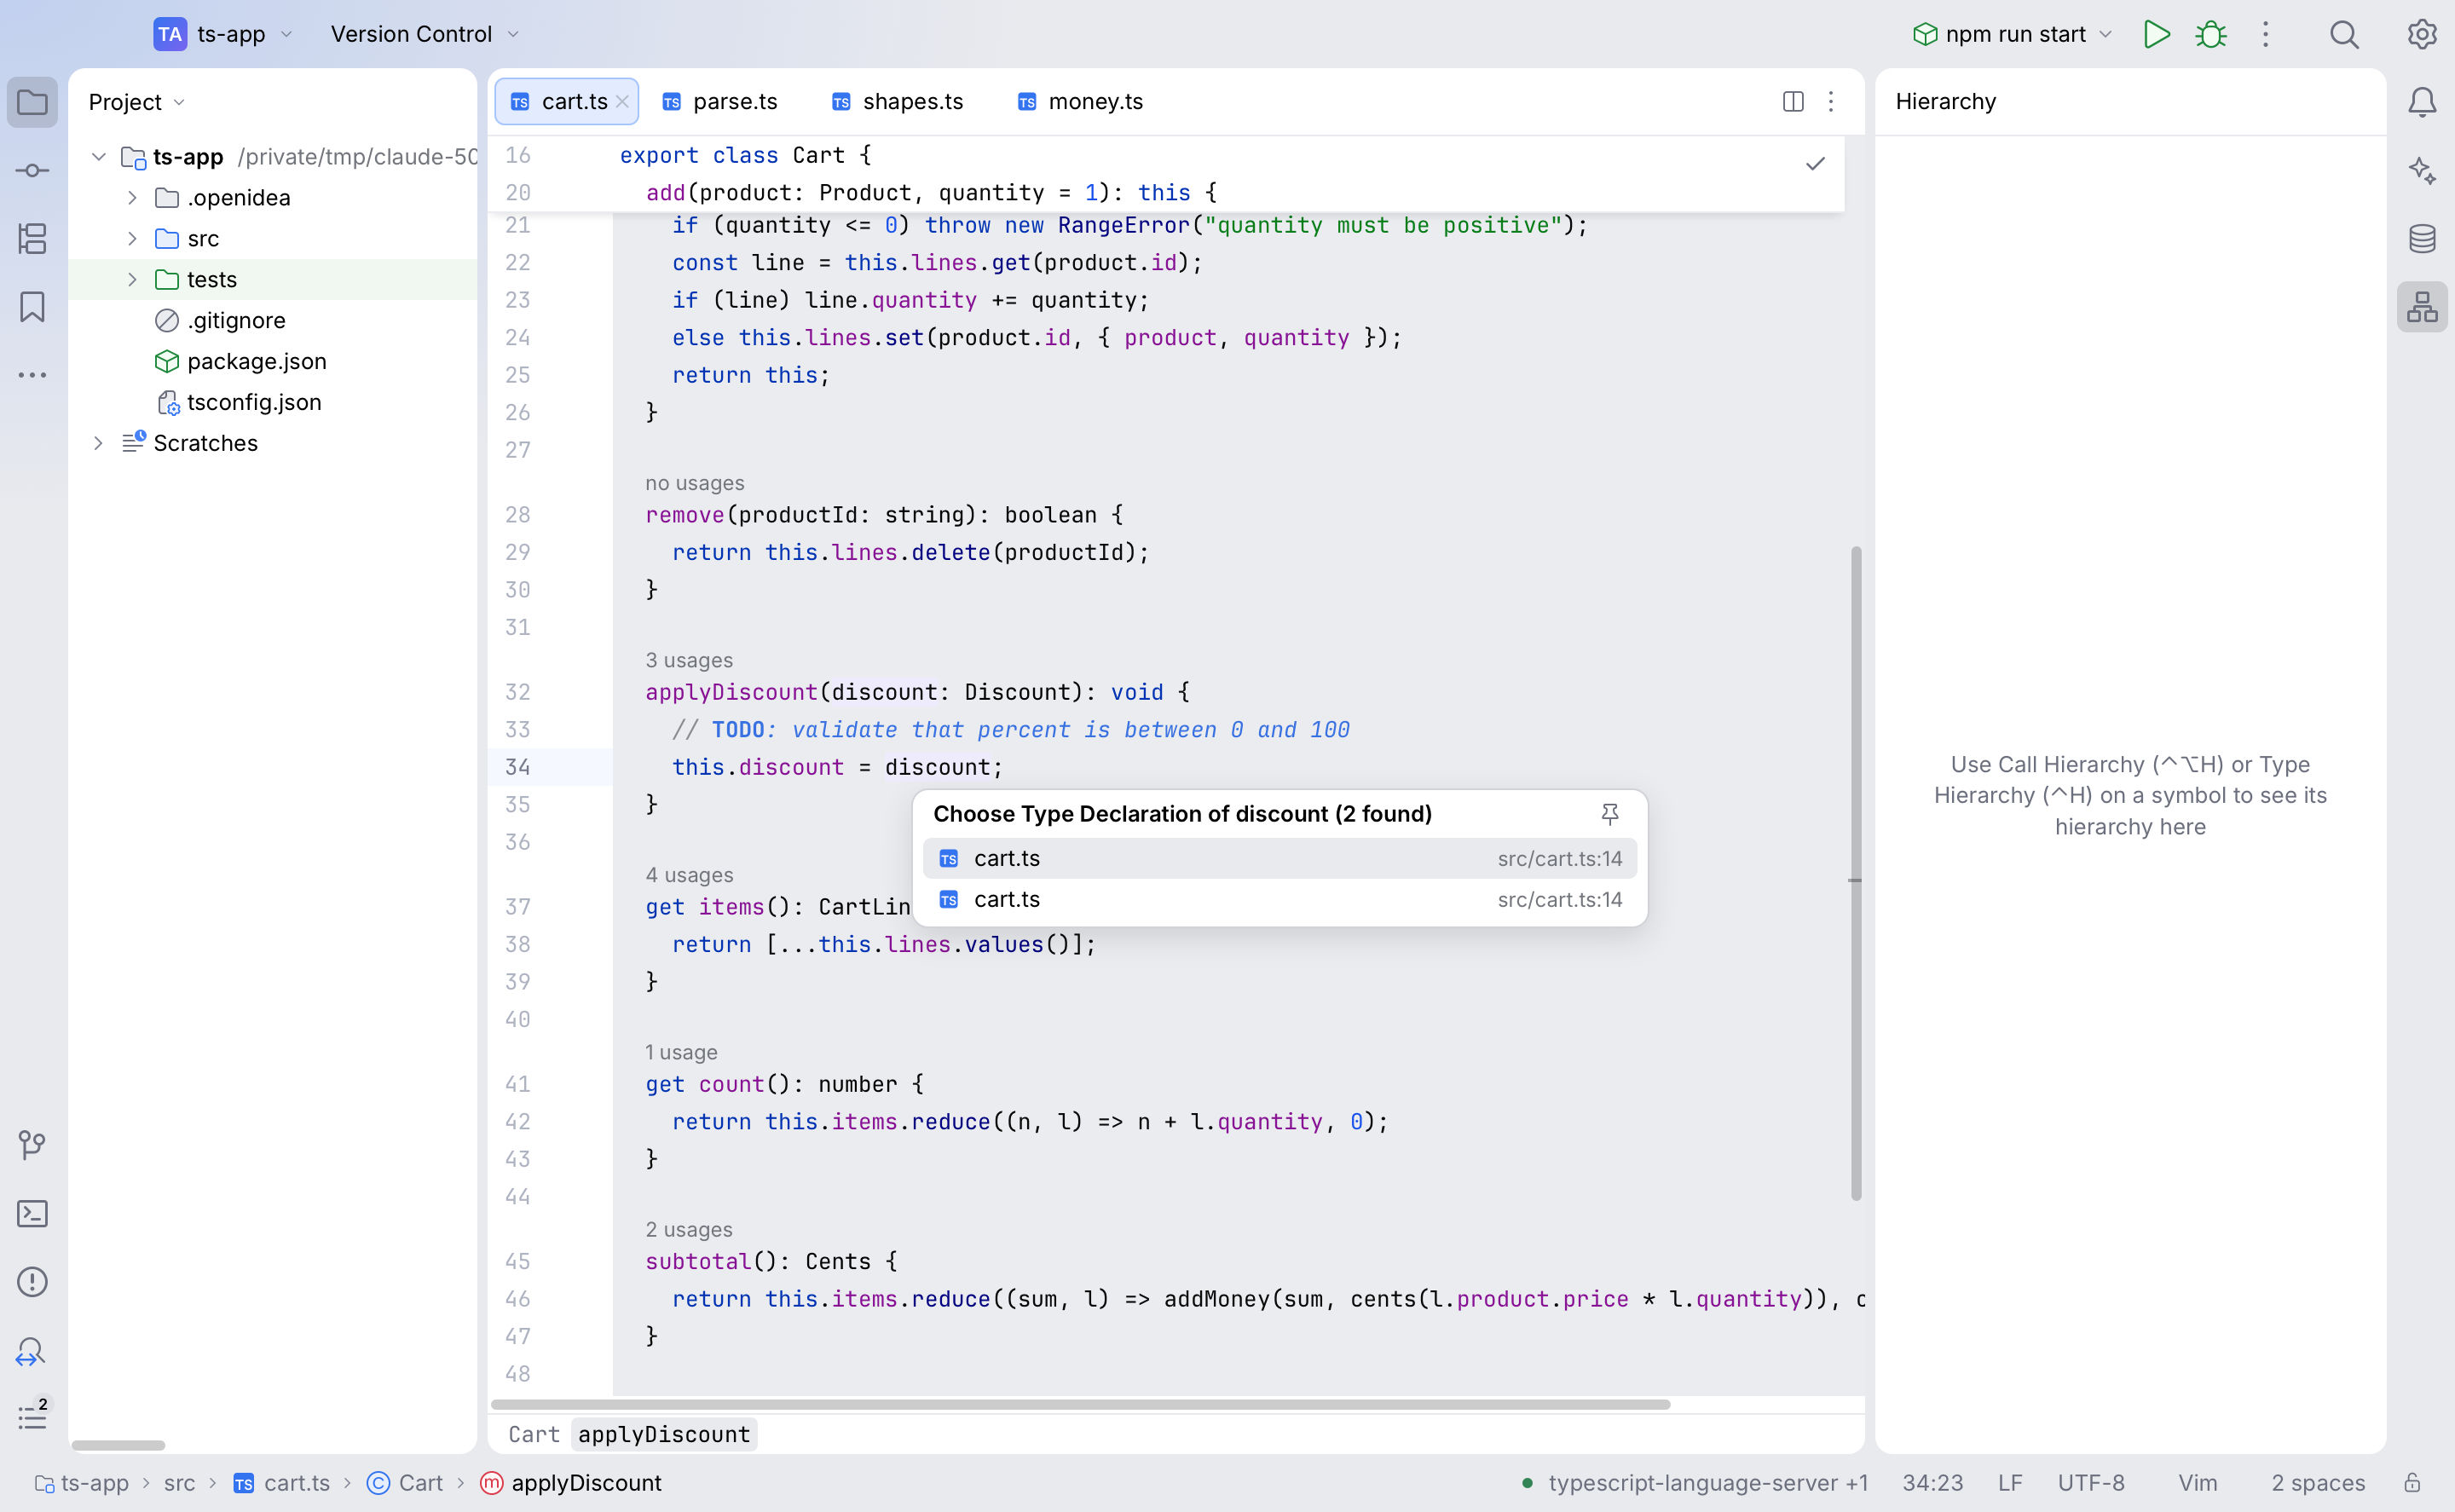 TA ts-app Version Control npm run start
Project
ts-app /private/tmp/claude-50
.openidea
src
tests
.gitignore
package.json
tsconfig.json
Scratches
TS cart.ts TS parse.ts TS shapes.ts TS money.ts
16 export class Cart {
20 add(product: Product, quantity = 1): this {
21 if (quantity <= 0) throw new RangeError("quantity must be positive");
22 const line = this.lines.get(product.id);
23 if (line) line.quantity += quantity;
24 else this.lines.set(product.id, { product, quantity });
25 return this;
26 }
27
no usages
28 remove(productId: string): boolean {
29 return this.lines.delete(productId);
30 }
31
3 usages
32 applyDiscount(discount: Discount): void {
33 // TODO: validate that percent is between 0 and 100
34 this.discount = discount;
35 }
36
4 usages
37 get items(): CartLin
38 return [...this.lines.values()];
39 }
40
1 usage
41 get count(): number {
42 return this.items.reduce((n, l) => n + l.quantity, 0);
43 }
44
2 usages
45 subtotal(): Cents {
46 return this.items.reduce((sum, l) => addMoney(sum, cents(l.product.price * l.quantity)), c
47 }
48
Choose Type Declaration of discount (2 found)
TS cart.ts src/cart.ts:14
TS cart.ts src/cart.ts:14
Cart applyDiscount
Hierarchy
Use Call Hierarchy (⌃⌥H) or Type
Hierarchy (⌃H) on a symbol to see its
hierarchy here
2
ts-app > src > TS cart.ts > C Cart > m applyDiscount
typescript-language-server +1 34:23 LF UTF-8 Vim 2 spaces